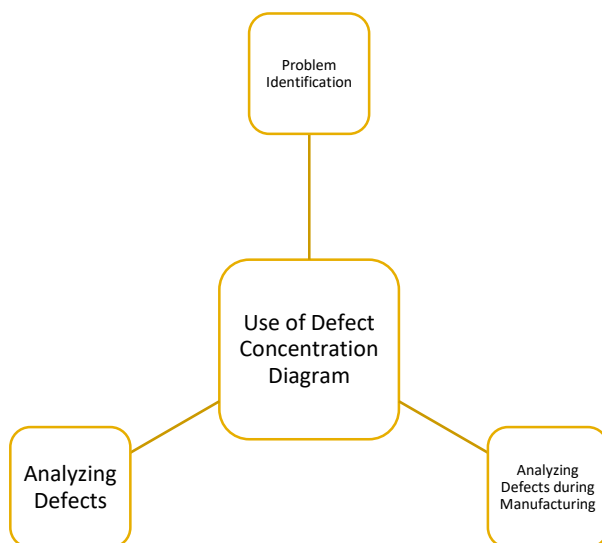 Problem
Identification
Use of Defect
Concentration
Diagram
Analyzing
Defects
Analyzing
Defects during
Manufacturing